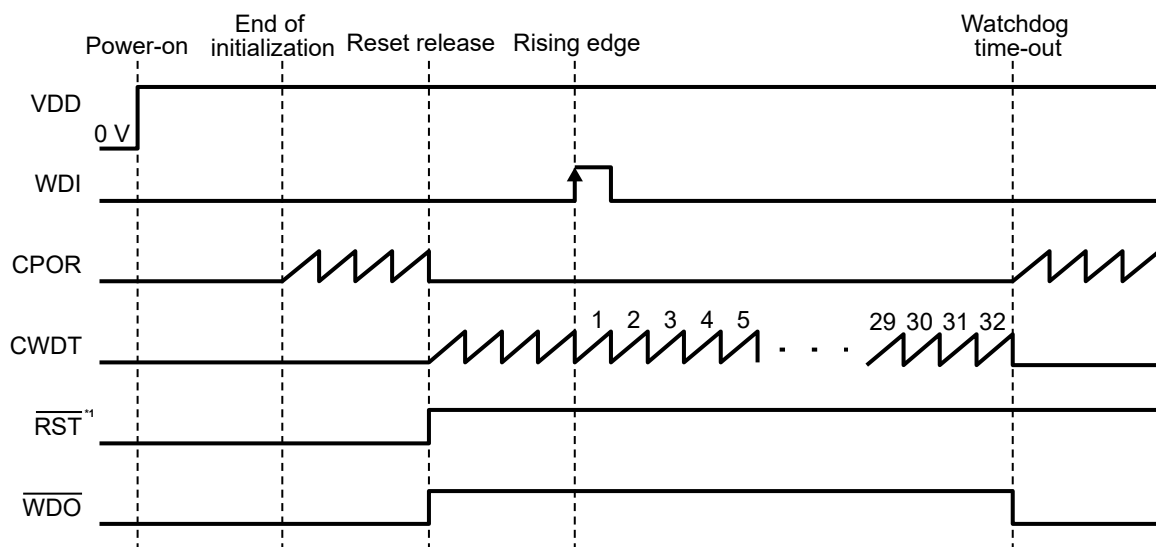 Power-on
End of
initialization
Reset release
Rising edge
Watchdog
time-out
VDD
0 V
WDI
CPOR
CWDT
1 2 3 4 5 . . . 29 30 31 32
RST *1
WDO